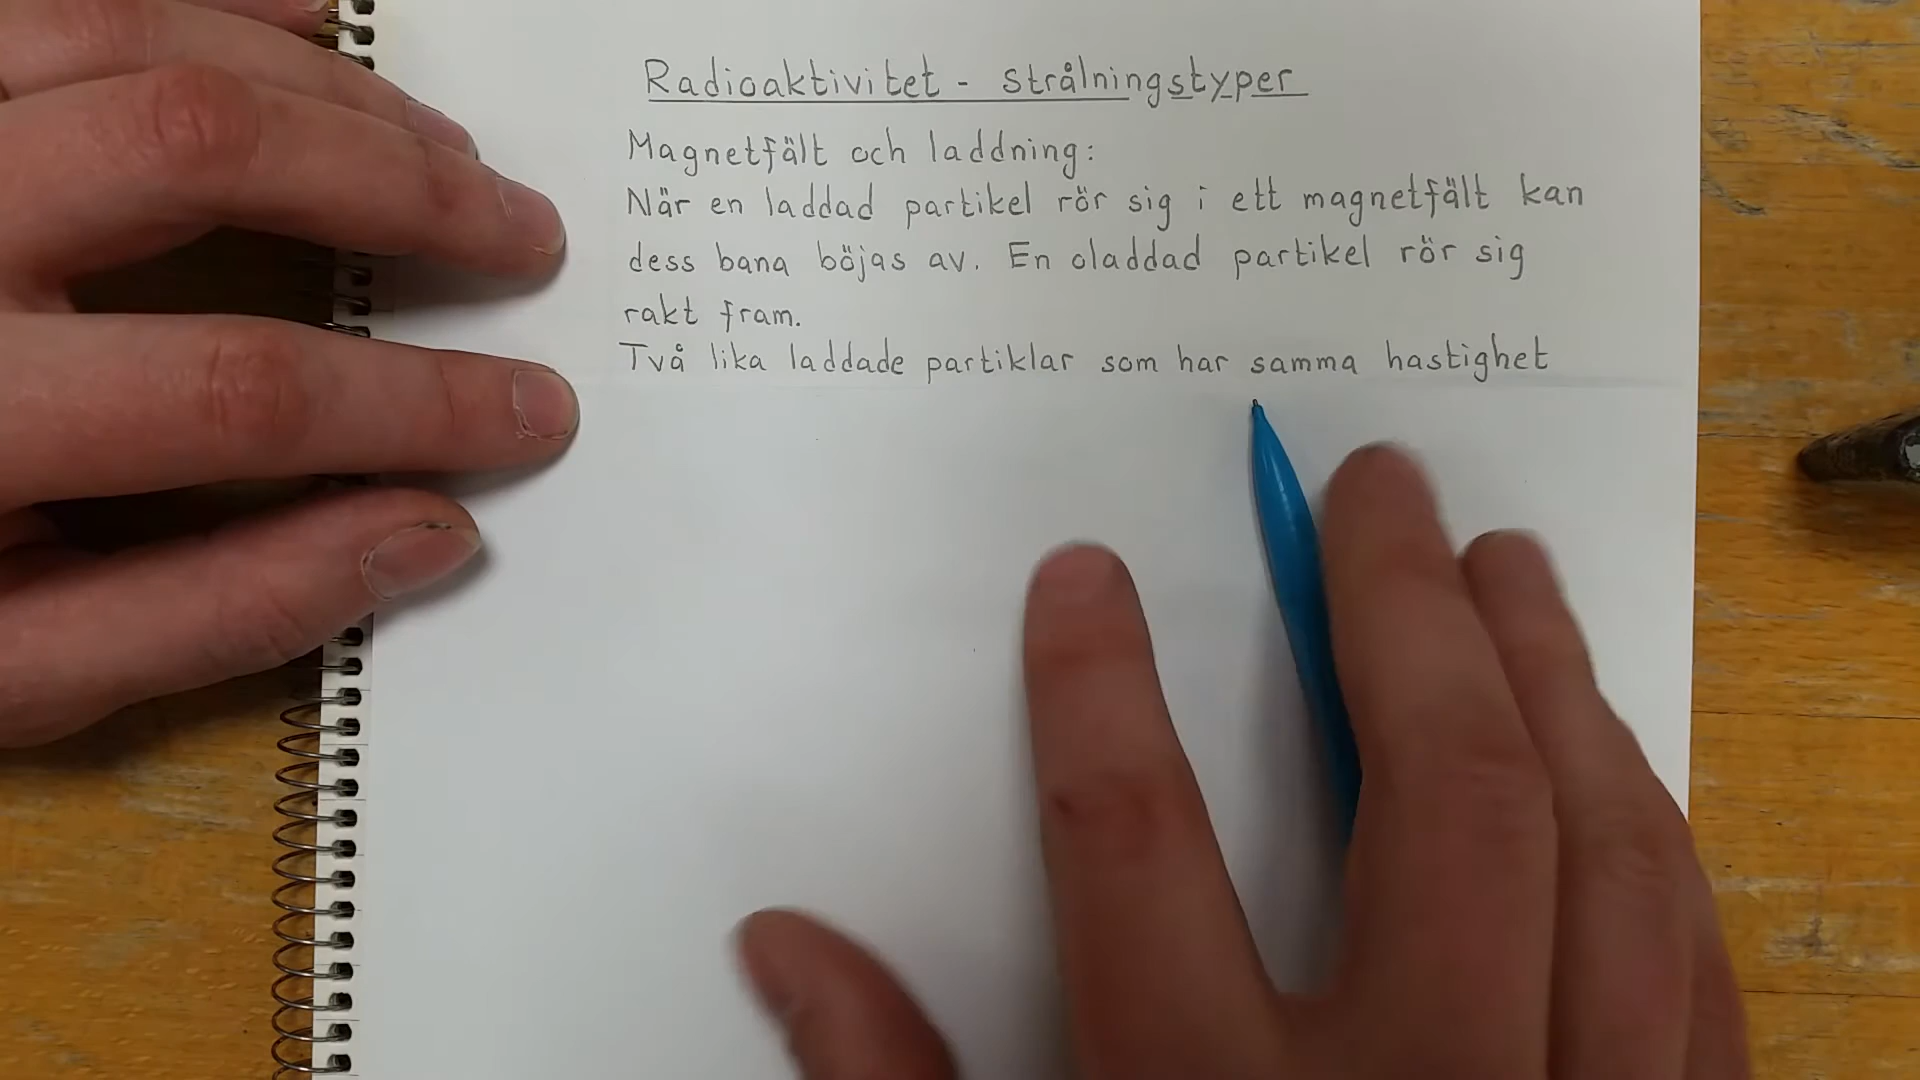 Radioaktivitet - strålningstyper
Magnetfält och laddning:
När en laddad partikel rör sig i ett magnetfält kan
dess bana böjas av. En oladdad partikel rör sig
rakt fram.
Två lika laddade partiklar som har samma hastighet